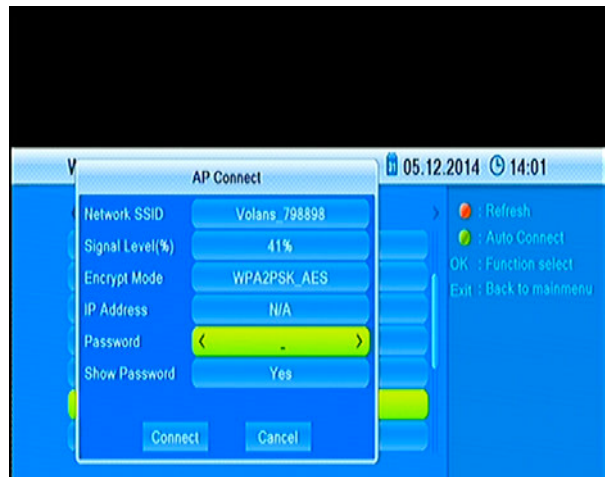 05.12.2014 14:01
AP Connect
Network SSID Volans_798898
Signal Level(%) 41%
Encrypt Mode WPA2PSK_AES
IP Address N/A
Password < _ >
Show Password Yes
Connect Cancel
: Refresh
: Auto Connect
OK : Function select
Exit : Back to mainmenu